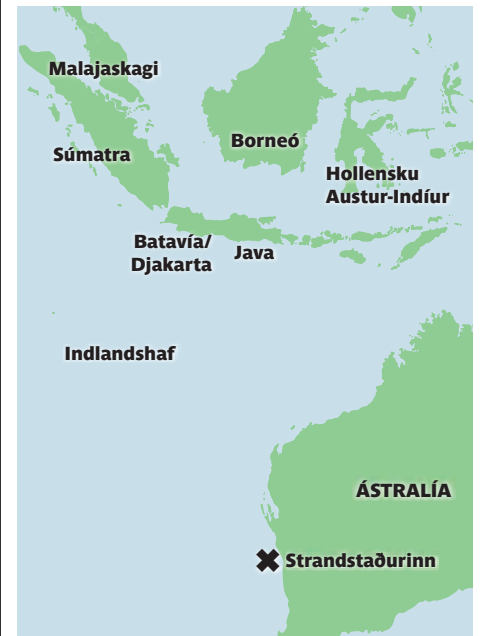 Malajaskagi
Borneó
Súmatra
Hollensku
Austur-Indíur
Batavía/
Djakarta
Java
Indlandshaf
ÁSTRALÍA
Strandstaðurinn